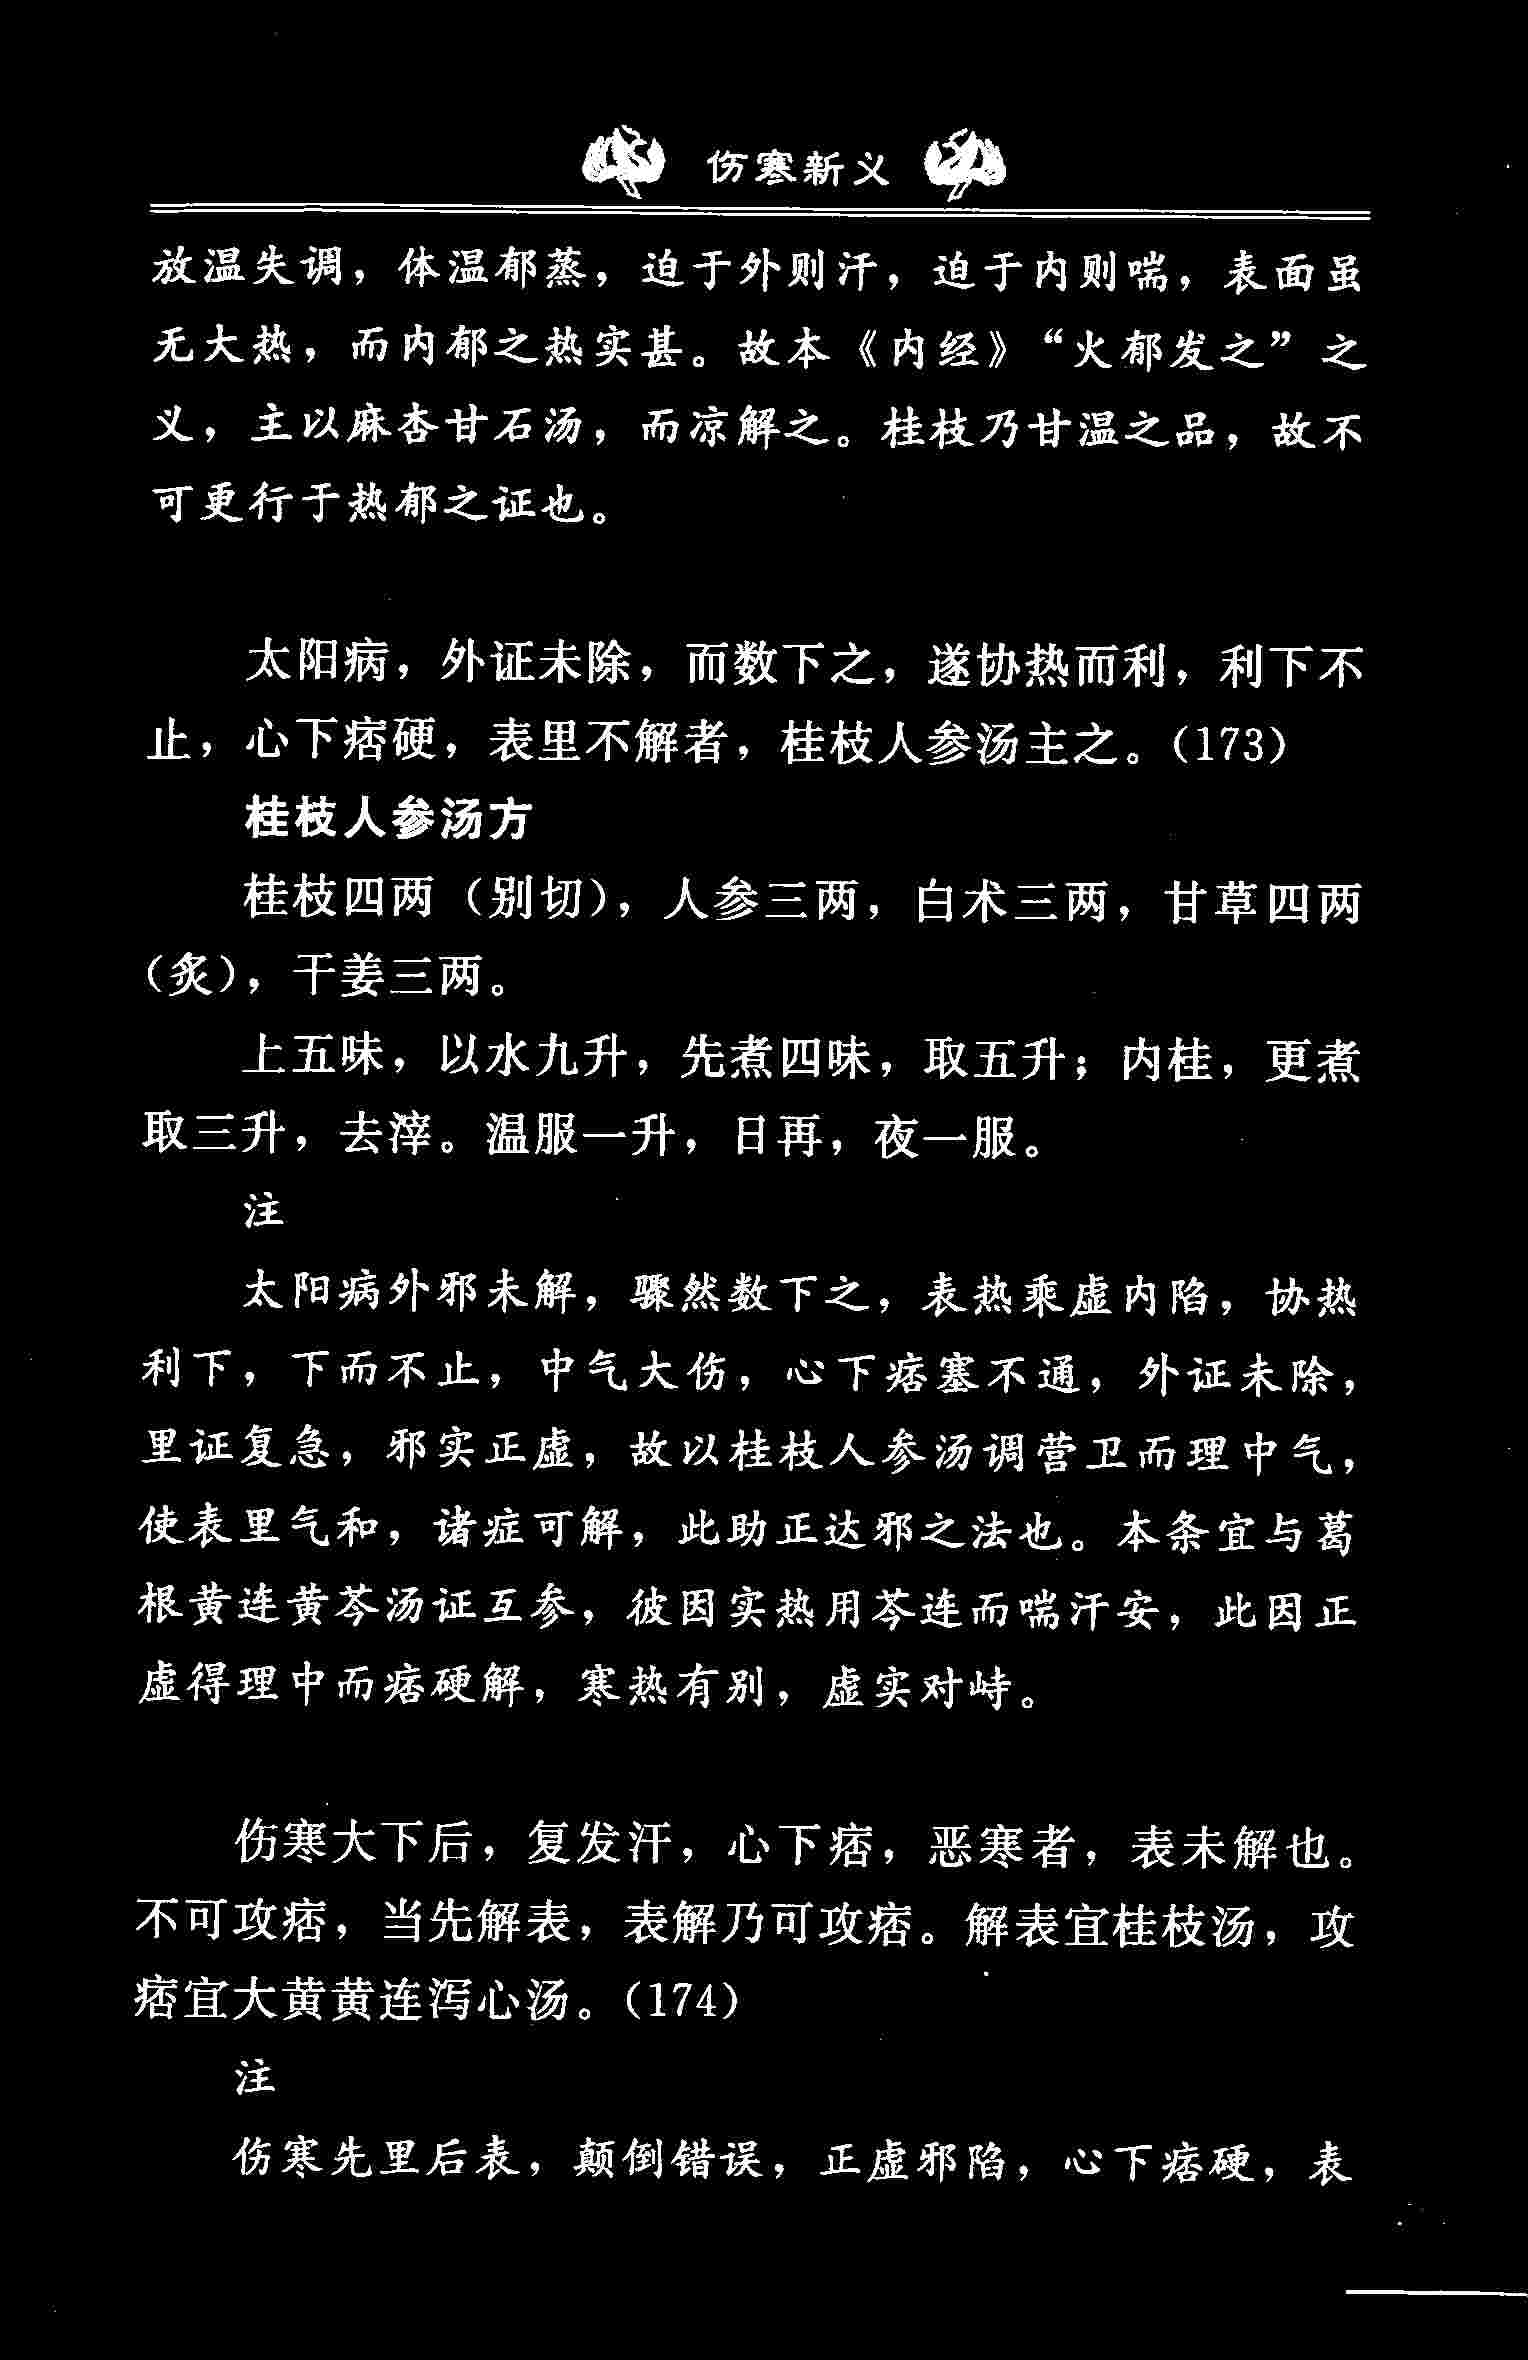 伤寒新义
放温失调，体温郁蒸，迫于外则汗，迫于内则喘，表面虽
无大热，而内郁之热实甚。故本《内经》“火郁发之”之
义，主以麻杏甘石汤，而凉解之。桂枝乃甘温之品，故不
可更行于热郁之证也。
太阳病，外证未除，而数下之，遂协热而利，利下不
止，心下痞硬，表里不解者，桂枝人参汤主之。（173）
桂枝人参汤方
桂枝四两（别切），人参三两，白术三两，甘草四两
（炙），干姜三两。
上五味，以水九升，先煮四味，取五升；内桂，更煮
取三升，去滓。温服一升，日再，夜一服。
注
太阳病外邪未解，骤然数下之，表热乘虚内陷，协热
利下，下而不止，中气大伤，心下痞塞不通，外证未除，
里证复急，邪实正虚，故以桂枝人参汤调营卫而理中气，
使表里气和，诸症可解，此助正达邪之法也。本条宜与葛
根黄连黄芩汤证互参，彼因实热用芩连而喘汗安，此因正
虚得理中而痞硬解，寒热有别，虚实对峙。
伤寒大下后，复发汗，心下痞，恶寒者，表未解也。
不可攻痞，当先解表，表解乃可攻痞。解表宜桂枝汤，攻
痞宜大黄黄连泻心汤。（174）
注
伤寒先里后表，颠倒错误，正虚邪陷，心下痞硬，表